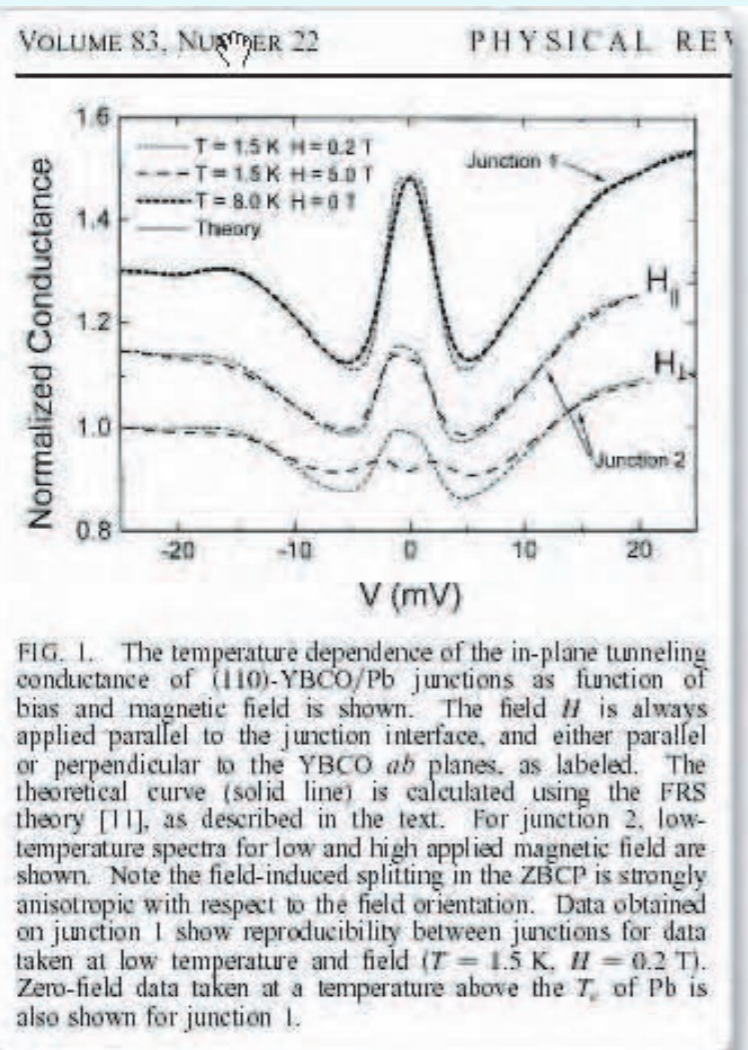 VOLUME 83, NUMBER 22 PHYSICAL REV
1.6
1.4
1.2
1.0
0.8
Normalized Conductance
T = 1.5 K H = 0.2 T
T = 1.5 K H = 5.0 T
T = 8.0 K H = 0 T
Theory
Junction 1
H||
H⊥
Junction 2
-20 -10 0 10 20
V (mV)
FIG. 1. The temperature dependence of the in-plane tunneling
conductance of (110)-YBCO/Pb junctions as function of
bias and magnetic field is shown. The field H is always
applied parallel to the junction interface, and either parallel
or perpendicular to the YBCO ab planes, as labeled. The
theoretical curve (solid line) is calculated using the FRS
theory [11], as described in the text. For junction 2, low-
temperature spectra for low and high applied magnetic field are
shown. Note the field-induced splitting in the ZBCP is strongly
anisotropic with respect to the field orientation. Data obtained
on junction 1 show reproducibility between junctions for data
taken at low temperature and field (T = 1.5 K, H = 0.2 T).
Zero-field data taken at a temperature above the Tc of Pb is
also shown for junction 1.